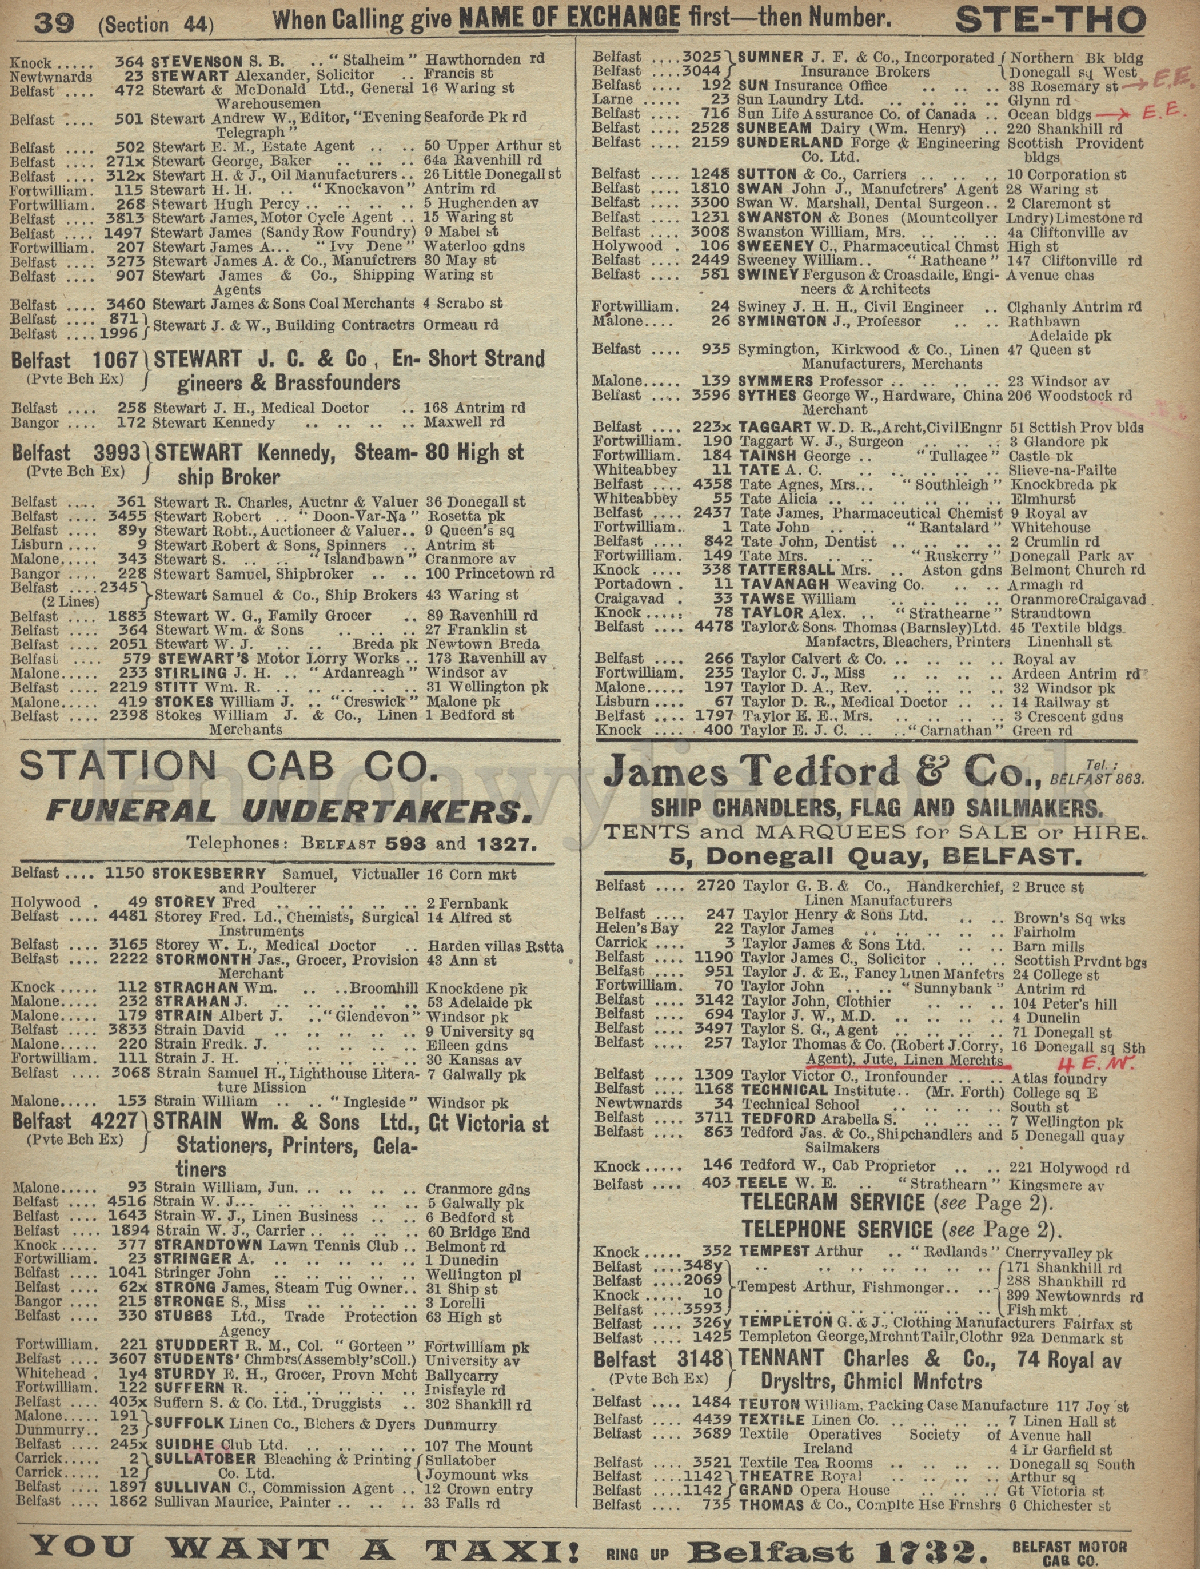 39 (Section 44) When Calling give NAME OF EXCHANGE first—then Number. STE-THO
Knock ..... 364 STEVENSON S. B. .. "Stalheim" Hawthornden rd
Newtwnards 23 STEWART Alexander, Solicitor .. Francis st
Belfast .... 472 Stewart & McDonald Ltd., General 16 Waring st
Warehousemen
Belfast .... 501 Stewart Andrew W., Editor, "Evening Seaforde Pk rd
Telegraph"
Belfast .... 502 Stewart E. M., Estate Agent .. .. 50 Upper Arthur st
Belfast .... 271x Stewart George, Baker .. .. .. 64a Ravenhill rd
Belfast .... 312x Stewart H. & J., Oil Manufacturers .. 26 Little Donegall st
Fortwilliam. 115 Stewart H. H. .. "Knockavon" Antrim rd
Fortwilliam. 268 Stewart Hugh Percy .. .. .. .. 5 Hughenden av
Belfast .... 3813 Stewart James, Motor Cycle Agent .. 15 Waring st
Belfast .... 1497 Stewart James (Sandy Row Foundry) 9 Mabel st
Fortwilliam. 207 Stewart James A... "Ivy Dene" Waterloo gdns
Belfast .... 3273 Stewart James A. & Co., Manufctrers 30 May st
Belfast .... 907 Stewart James & Co., Shipping Waring st
Agents
Belfast .... 3460 Stewart James & Sons Coal Merchants 4 Scrabo st
Belfast .... 871
Belfast .... 1996 } Stewart J. & W., Building Contractrs Ormeau rd
Belfast 1067 } STEWART J. C. & Co, En- Short Strand
(Pvte Bch Ex) gineers & Brassfounders
Belfast .... 258 Stewart J. H., Medical Doctor .. 168 Antrim rd
Bangor .... 172 Stewart Kennedy .. .. .. .. Maxwell rd
Belfast 3993 } STEWART Kennedy, Steam- 80 High st
(Pvte Bch Ex) ship Broker
Belfast .... 361 Stewart R. Charles, Auctnr & Valuer 36 Donegall st
Belfast .... 3455 Stewart Robert .. "Doon-Var-Na" Rosetta pk
Belfast .... 89y Stewart Robt., Auctioneer & Valuer.. 9 Queen's sq
Lisburn .... 9 Stewart Robert & Sons, Spinners .. Antrim st
Malone..... 343 Stewart S. .. .. "Islandbawn" Cranmore av
Bangor .... 228 Stewart Samuel, Shipbroker .. .. 100 Princetown rd
Belfast ....2345
(2 Lines) } Stewart Samuel & Co., Ship Brokers 43 Waring st
Belfast .... 1883 Stewart W. G., Family Grocer .. 89 Ravenhill rd
Belfast .... 364 Stewart Wm. & Sons .. .. .. 27 Franklin st
Belfast .... 2051 Stewart W. J. .. .. Breda pk Newtown Breda
Belfast .... 579 STEWART'S Motor Lorry Works .. 173 Ravenhill av
Malone..... 233 STIRLING J. H. .. "Ardanreagh" Windsor av
Belfast .... 2219 STITT Wm. R. .. .. .. .. .. 31 Wellington pk
Malone..... 419 STOKES William J. .. "Creswick" Malone pk
Belfast .... 2398 Stokes William J. & Co., Linen 1 Bedford st
Merchants
STATION CAB CO.
FUNERAL UNDERTAKERS.
Telephones: BELFAST 593 and 1327.
Belfast .... 1150 STOKESBERRY Samuel, Victualler 16 Corn mkt
and Poulterer
Holywood . 49 STOREY Fred .. .. .. .. .. 2 Fernbank
Belfast .... 4481 Storey Fred. Ld., Chemists, Surgical 14 Alfred st
Instruments
Belfast .... 3165 Storey W. L., Medical Doctor .. Harden villas Rstta
Belfast .... 2222 STORMONTH Jas., Grocer, Provision 43 Ann st
Merchant
Knock ..... 112 STRACHAN Wm. .. ..Broomhill Knockdene pk
Malone..... 232 STRAHAN J. .. .. .. .. .. 53 Adelaide pk
Malone..... 179 STRAIN Albert J. .."Glendevon" Windsor pk
Belfast .... 3833 Strain David .. .. .. .. 9 University sq
Malone..... 220 Strain Fredk. J. .. .. .. .. Eileen gdns
Fortwilliam. 111 Strain J. H. .. .. .. .. .. 30 Kansas av
Belfast .... 3068 Strain Samuel H., Lighthouse Litera- 7 Galwally pk
ture Mission
Malone..... 153 Strain William .. .. "Ingleside" Windsor pk
Belfast 4227 } STRAIN Wm. & Sons Ltd., Gt Victoria st
(Pvte Bch Ex) Stationers, Printers, Gela-
tiners
Malone..... 93 Strain William, Jun. .. .. .. .. Cranmore gdns
Belfast .... 4516 Strain W. J... .. .. .. .. 5 Galwally pk
Belfast .... 1643 Strain W. J., Linen Business .. .. 6 Bedford st
Belfast .... 1894 Strain W. J., Carrier .. .. .. .. 60 Bridge End
Knock ..... 377 STRANDTOWN Lawn Tennis Club .. Belmont rd
Fortwilliam. 23 STRINGER A. .. .. .. .. .. 1 Dunedin
Belfast .... 1041 Stringer John .. .. .. .. Wellington pl
Belfast .... 62x STRONG James, Steam Tug Owner.. 31 Ship st
Bangor .... 215 STRONGE S., Miss .. .. .. .. 3 Lorelli
Belfast .... 330 STUBBS Ltd., Trade Protection 63 High st
Agency
Fortwilliam. 221 STUDDERT R. M., Col. "Gorteen" Fortwilliam pk
Belfast .... 3607 STUDENTS' Chmbrs(Assembly'sColl.) University av
Whitehead . 1y4 STURDY E. H., Grocer, Provn Mcht Ballycarry
Fortwilliam. 122 SUFFERN R. .. .. .. .. .. Inisfayle rd
Belfast .... 403x Suffern S. & Co. Ltd., Druggists .. 302 Shankill rd
Malone..... 191
Dunmurry.. 23 } SUFFOLK Linen Co., Blchers & Dyers Dunmurry
Belfast .... 245x SUIDHE Club Ltd. .. .. .. .. 107 The Mount
Carrick..... 2 } SULLATOBER Bleaching & Printing { Sullatober
Carrick..... 12 Co. Ltd. Joymount wks
Belfast .... 1897 SULLIVAN C., Commission Agent .. 12 Crown entry
Belfast .... 1862 Sullivan Maurice, Painter .. .. .. 33 Falls rd
Belfast ....3025 } SUMNER J. F. & Co., Incorporated { Northern Bk bldg
Belfast ....3044 Insurance Brokers Donegall sq West
Belfast .... 192 SUN Insurance Office .. .. .. 38 Rosemary st → E.E.
Larne ..... 23 Sun Laundry Ltd. .. .. .. .. Glynn rd
Belfast .... 716 Sun Life Assurance Co. of Canada .. Ocean bldgs → E.E.
Belfast .... 2528 SUNBEAM Dairy (Wm. Henry) .. 220 Shankhill rd
Belfast .... 2159 SUNDERLAND Forge & Engineering Scottish Provident
Co. Ltd. bldgs
Belfast .... 1248 SUTTON & Co., Carriers .. .. .. 10 Corporation st
Belfast .... 1810 SWAN John J., Manufctrers' Agent 28 Waring st
Belfast .... 3300 Swan W. Marshall, Dental Surgeon.. 2 Claremont st
Belfast .... 1231 SWANSTON & Bones (Mountcollyer Lndry)Limestone rd
Belfast .... 3008 Swanston William, Mrs. .. .. .. 4a Cliftonville av
Holywood . 106 SWEENEY C., Pharmaceutical Chmst High st
Belfast .... 2449 Sweeney William.. .. "Ratheane" 147 Cliftonville rd
Belfast .... 581 SWINEY Ferguson & Croasdaile, Engi- Avenue chas
neers & Architects
Fortwilliam. 24 Swiney J. H. H., Civil Engineer .. Clghanly Antrim rd
Malone.... 26 SYMINGTON J., Professor .. .. Rathbawn
Adelaide pk
Belfast .... 935 Symington, Kirkwood & Co., Linen 47 Queen st
Manufacturers, Merchants
Malone..... 139 SYMMERS Professor .. .. .. .. 23 Windsor av
Belfast .... 3596 SYTHES George W., Hardware, China 206 Woodstock rd
Merchant
Belfast .... 223x TAGGART W. D. R.,Archt,CivilEngnr 51 Scttish Prov blds
Fortwilliam. 190 Taggart W. J., Surgeon .. .. .. 3 Glandore pk
Fortwilliam. 184 TAINSH George .. .. "Tullagee" Castle pk
Whiteabbey 11 TATE A. C. .. .. .. .. .. Slieve-na-Failte
Belfast .... 4358 Tate Agnes, Mrs... "Southleigh" Knockbreda pk
Whiteabbey 55 Tate Alicia .. .. .. .. .. .. Elmhurst
Belfast .... 2437 Tate James, Pharmaceutical Chemist 9 Royal av
Fortwilliam. 1 Tate John .. .. "Rantalard" Whitehouse
Belfast .... 842 Tate John, Dentist .. .. .. .. 2 Crumlin rd
Fortwilliam. 149 Tate Mrs. .. .. "Ruskerry" Donegall Park av
Knock ..... 338 TATTERSALL Mrs. .. Aston gdns Belmont Church rd
Portadown . 11 TAVANAGH Weaving Co. .. .. Armagh rd
Craigavad . 33 TAWSE William .. .. .. .. OranmoreCraigavad
Knock ..... 78 TAYLOR Alex. .. "Strathearne" Strandtown
Belfast .... 4478 Taylor& Sons Thomas (Barnsley)Ltd. 45 Textile bldgs
Manfactrs, Bleachers, Printers Linenhall st.
Belfast .... 266 Taylor Calvert & Co. .. .. .. .. Royal av
Fortwilliam. 235 Taylor C. J., Miss .. .. .. .. Ardeen Antrim rd
Malone..... 197 Taylor D. A., Rev. .. .. .. .. 32 Windsor pk
Lisburn .... 67 Taylor D. R., Medical Doctor .. .. 14 Railway st
Belfast .... 1797 Taylor E. E., Mrs. .. .. .. .. 3 Crescent gdns
Knock ..... 400 Taylor E. J. C. .. .. "Carnathan" Green rd
James Tedford & Co., Tel.: BELFAST 863.
SHIP CHANDLERS, FLAG AND SAILMAKERS.
TENTS and MARQUEES for SALE or HIRE.
5, Donegall Quay, BELFAST.
Belfast .... 2720 Taylor G. B. & Co., Handkerchief, 2 Bruce st
Linen Manufacturers
Belfast .... 247 Taylor Henry & Sons Ltd. .. .. Brown's Sq wks
Helen's Bay 22 Taylor James .. .. .. .. .. Fairholm
Carrick .... 3 Taylor James & Sons Ltd. .. .. Barn mills
Belfast .... 1190 Taylor James C., Solicitor .. .. .. Scottish Prvdnt bgs
Belfast .... 951 Taylor J. & E., Fancy Linen Manfctrs 24 College st
Fortwilliam. 70 Taylor John .. .. "Sunnybank" Antrim rd
Belfast .... 3142 Taylor John, Clothier .. .. .. 104 Peter's hill
Belfast .... 694 Taylor J. W., M.D. .. .. .. .. 4 Dunelin
Belfast .... 3497 Taylor S. G., Agent .. .. .. .. 71 Donegall st
Belfast .... 257 Taylor Thomas & Co. (Robert J.Corry, 16 Donegall sq Sth
Agent), Jute, Linen Merchts 4 E.W.
Belfast .... 1309 Taylor Victor C., Ironfounder .. .. Atlas foundry
Belfast .... 1168 TECHNICAL Institute.. (Mr. Forth) College sq E
Newtwnards 34 Technical School .. .. .. .. South st
Belfast .... 3711 TEDFORD Arabella S. .. .. .. 7 Wellington pk
Belfast .... 863 Tedford Jas. & Co., Shipchandlers and 5 Donegall quay
Sailmakers
Knock ..... 146 Tedford W., Cab Proprietor .. .. 221 Holywood rd
Belfast .... 403 TEELE W. E. .. "Strathearn" Kingsmere av
TELEGRAM SERVICE (see Page 2).
TELEPHONE SERVICE (see Page 2).
Knock ..... 352 TEMPEST Arthur .. "Redlands" Cherryvalley pk
Belfast ....348y .. .. .. .. .. 171 Shankhill rd
Belfast ....2069 288 Shankhill rd
Knock ..... 10 } Tempest Arthur, Fishmonger.. .. { 399 Newtownrds rd
Belfast ....3593 .. .. .. .. .. .. Fish mkt
Belfast .... 326y TEMPLETON G. & J., Clothing Manufacturers Fairfax st
Belfast .... 1425 Templeton George,MrchntTailr,Clothr 92a Denmark st
Belfast 3148 } TENNANT Charles & Co., 74 Royal av
(Pvte Bch Ex) Drysltrs, Chmicl Mnfctrs
Belfast .... 1484 TEUTON William, Packing Case Manufacture 117 Joy st
Belfast .... 4439 TEXTILE Linen Co. .. .. .. .. 7 Linen Hall st
Belfast .... 3689 Textile Operatives Society of Avenue hall
Ireland 4 Lr Garfield st
Belfast .... 3521 Textile Tea Rooms .. .. .. .. Donegall sq South
Belfast ....1142 } THEATRE Royal .. .. .. .. Arthur sq
Belfast ....1142 GRAND Opera House .. .. .. Gt Victoria st
Belfast .... 735 THOMAS & Co., Complte Hse Frnshrs 6 Chichester st
YOU WANT A TAXI! RING UP Belfast 1732. BELFAST MOTOR CAB CO.
lennonwylie.co.uk